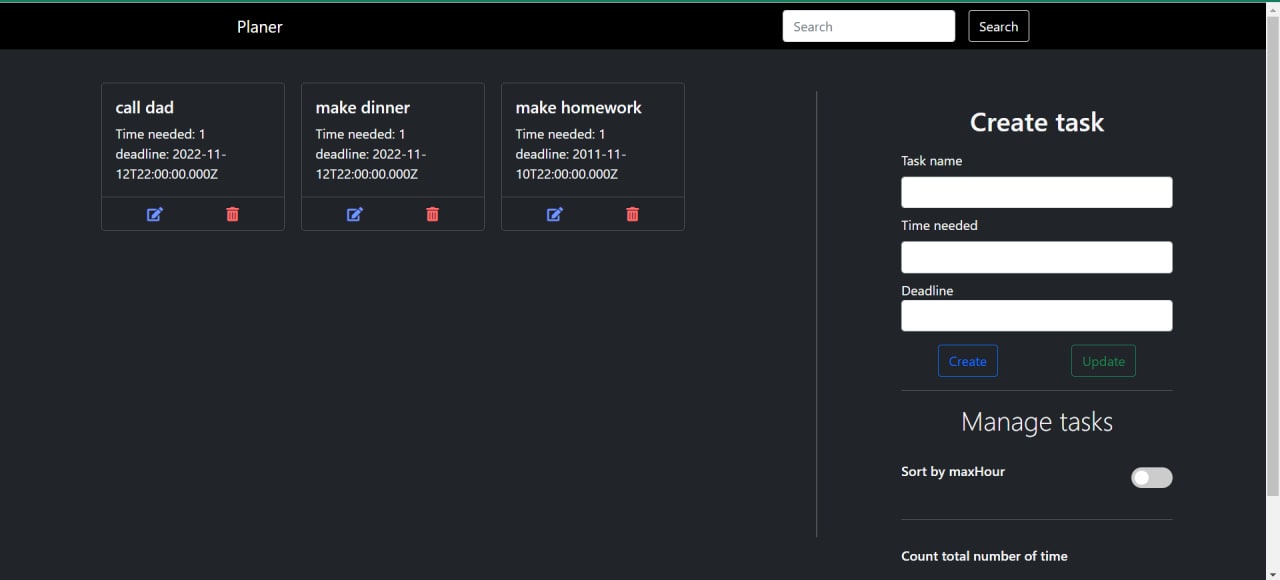 Planer
Search
Search
call dad
Time needed: 1
deadline: 2022-11-
12T22:00:00.000Z
make dinner
Time needed: 1
deadline: 2022-11-
12T22:00:00.000Z
make homework
Time needed: 1
deadline: 2011-11-
10T22:00:00.000Z
Create task
Task name
Time needed
Deadline
Create
Update
Manage tasks
Sort by maxHour
Count total number of time